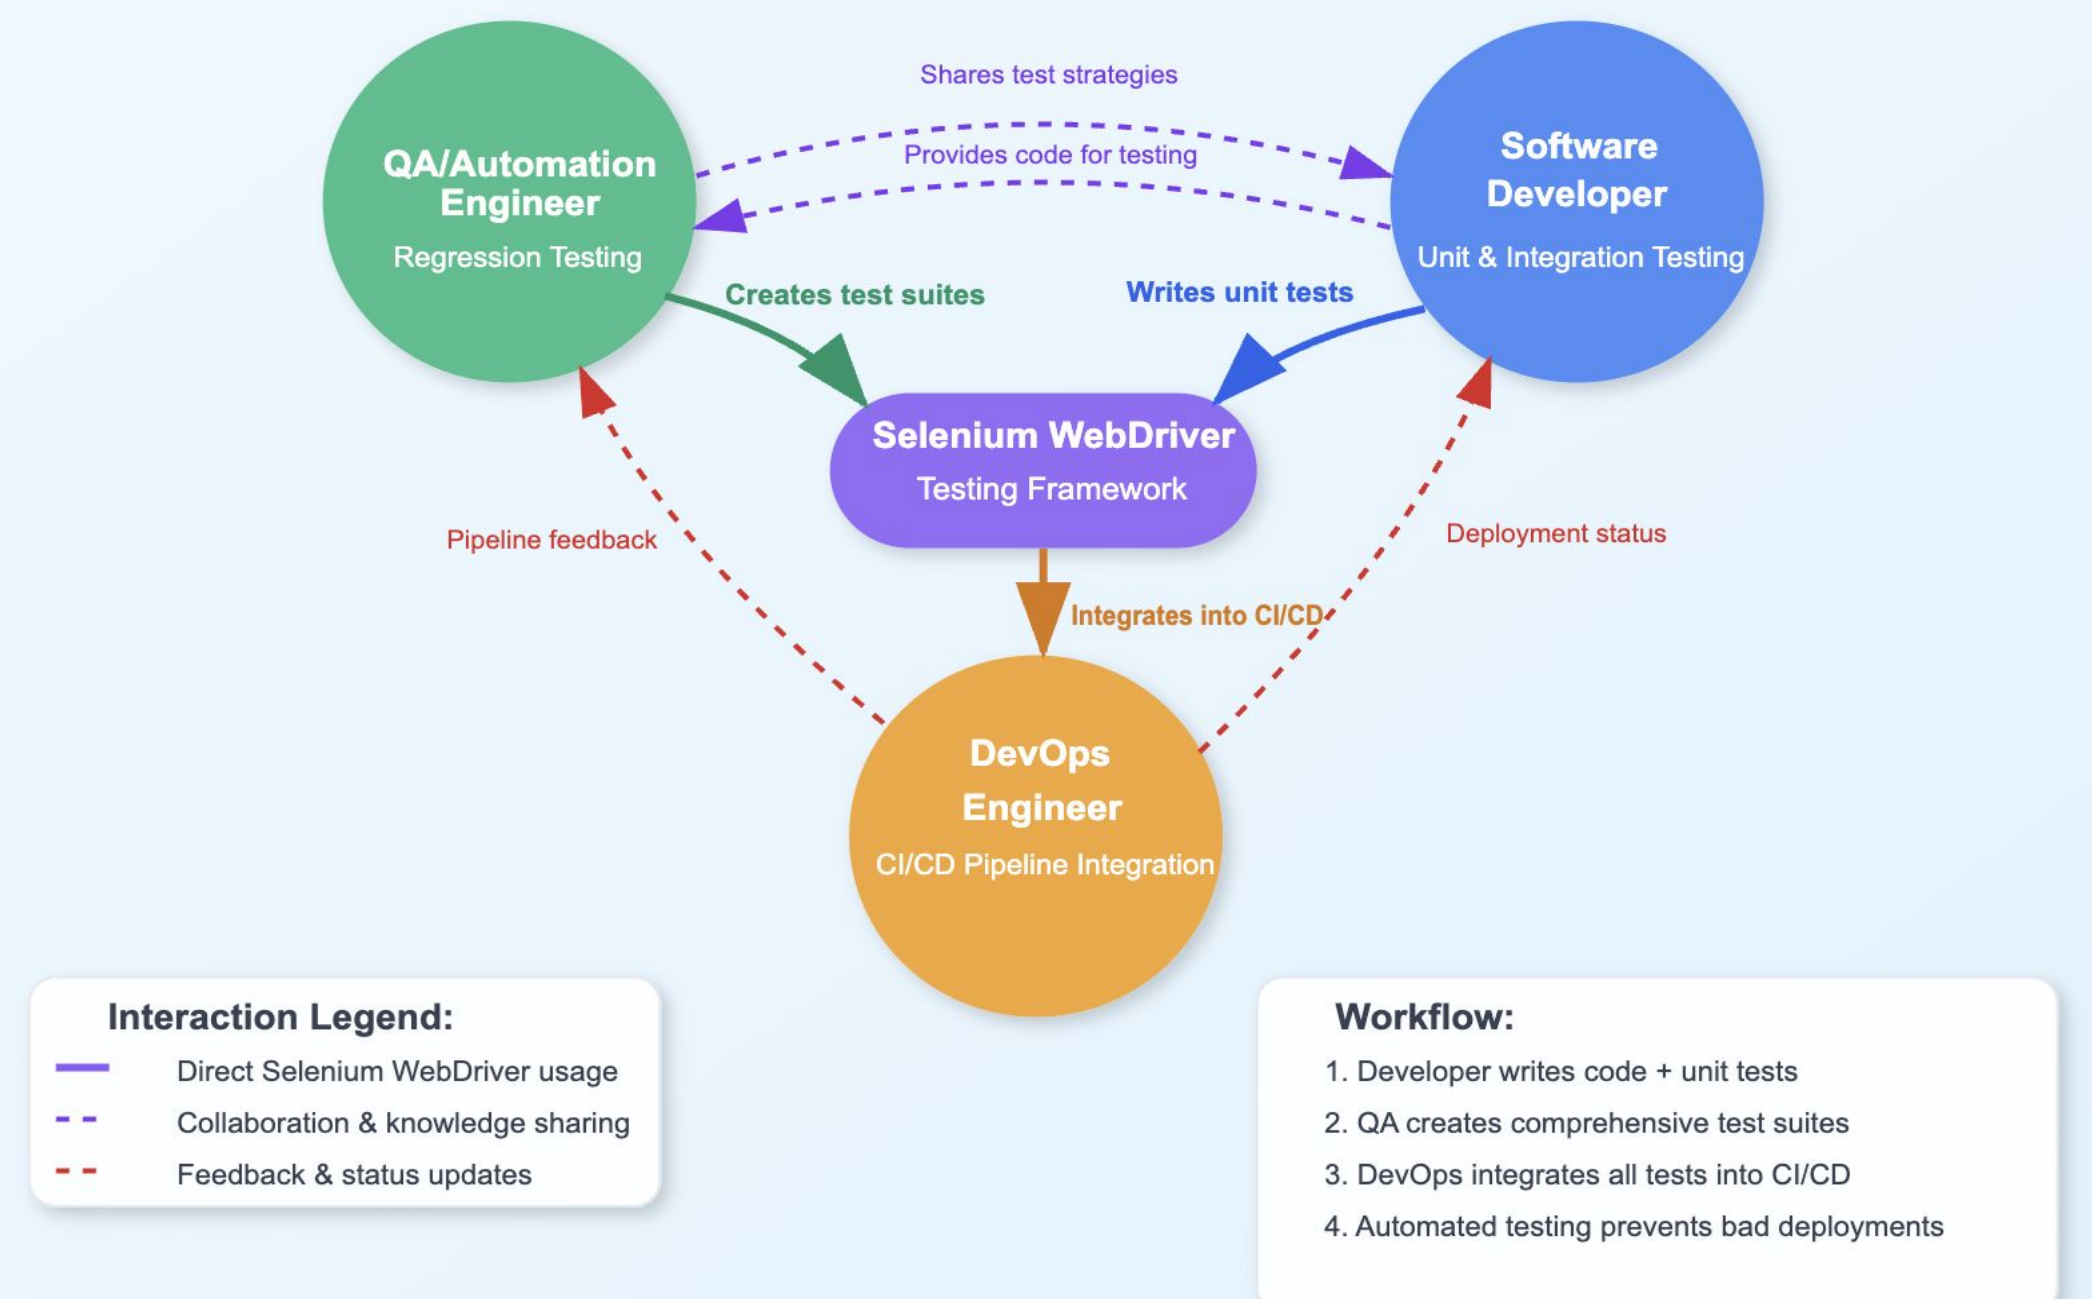 Shares test strategies
Provides code for testing
QA/Automation
Engineer
Regression Testing
Software
Developer
Unit & Integration Testing
Creates test suites
Writes unit tests
Selenium WebDriver
Testing Framework
Pipeline feedback
Deployment status
Integrates into CI/CD
DevOps
Engineer
CI/CD Pipeline Integration
Interaction Legend:
Direct Selenium WebDriver usage
Collaboration & knowledge sharing
Feedback & status updates
Workflow:
1. Developer writes code + unit tests
2. QA creates comprehensive test suites
3. DevOps integrates all tests into CI/CD
4. Automated testing prevents bad deployments